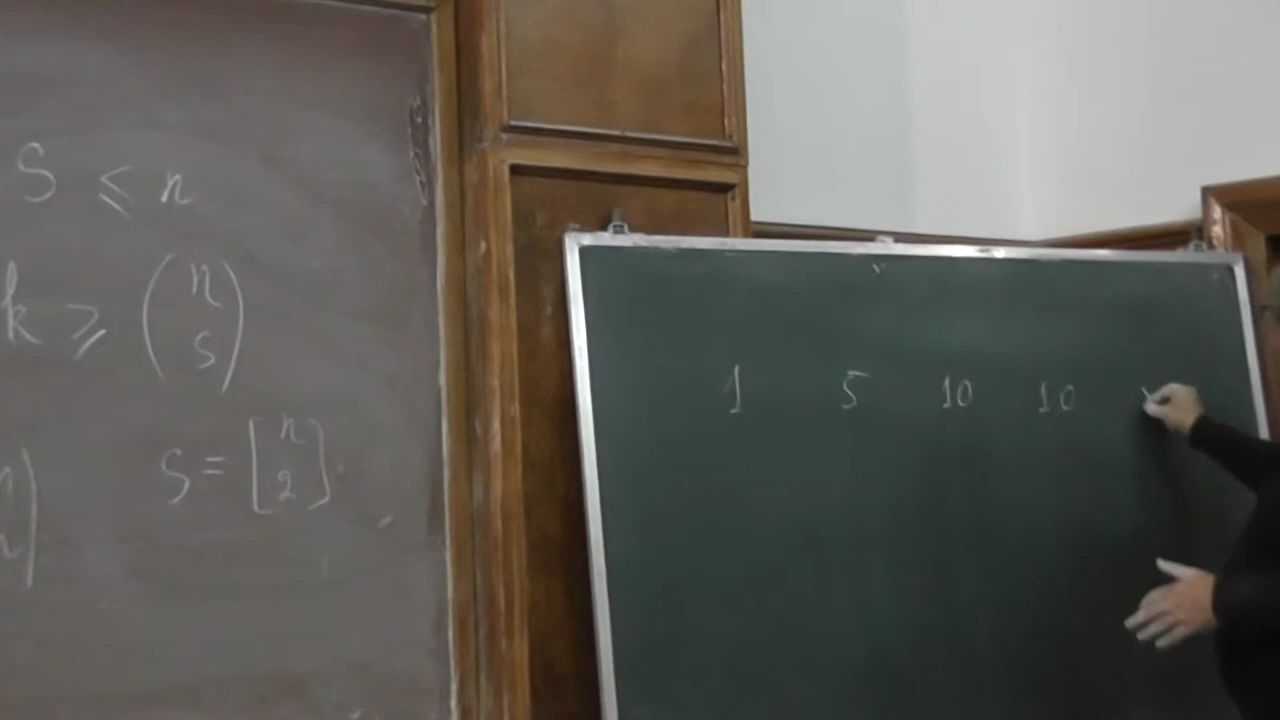 S ≤ n
k ≥ (n s)
s = [n 2]
1 5 10 10